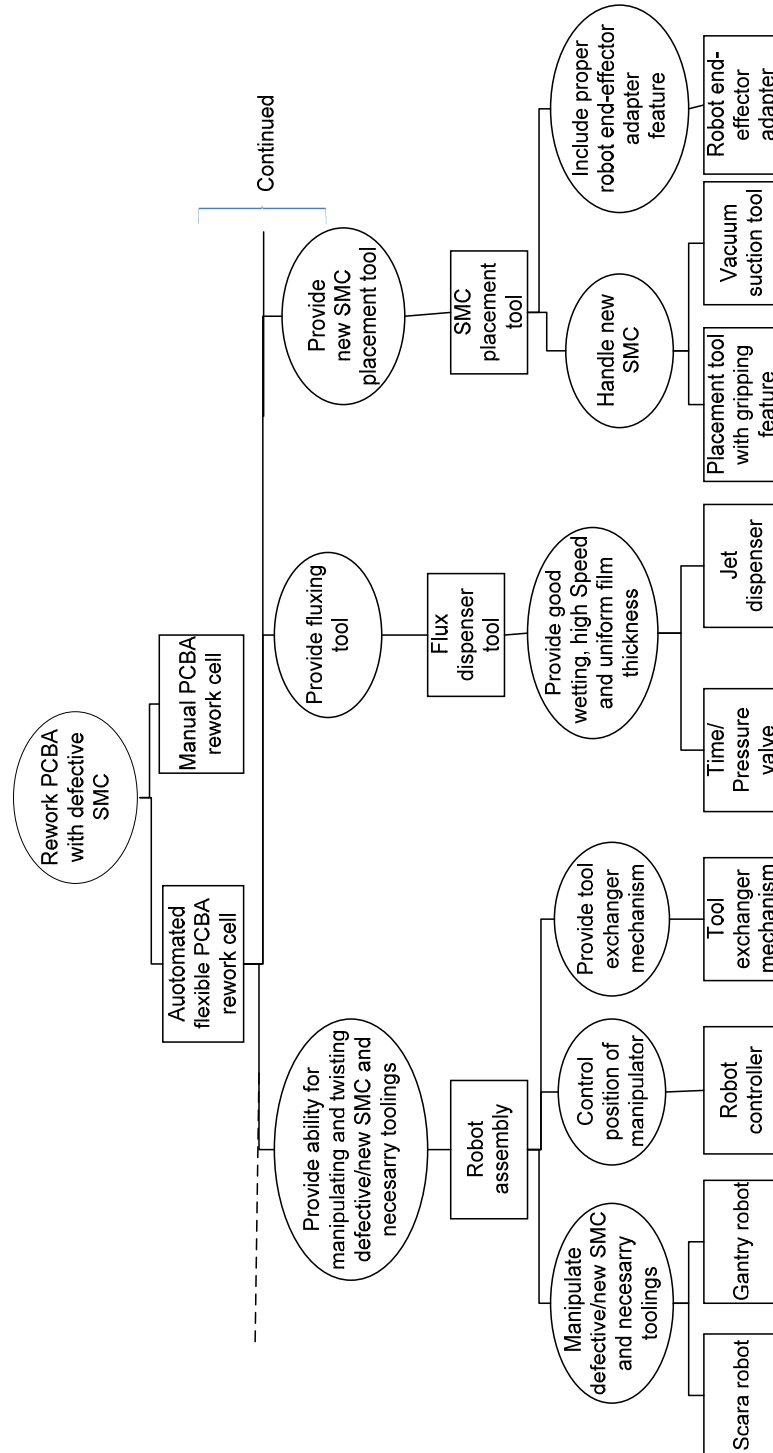 Rework PCBA
with defective
SMC
Auotomated
flexible PCBA
rework cell
Manual PCBA
rework cell
Continued
Provide ability for
manipulating and twisting
defective/new SMC and
necesarry toolings
Provide fluxing
tool
Provide
new SMC
placement tool
Robot
assembly
Flux
dispenser
tool
SMC
placement
tool
Manipulate
defective/new SMC
and necesarry
toolings
Control
position of
manipulator
Provide tool
exchanger
mechanism
Provide good
wetting, high Speed
and uniform film
thickness
Handle new
SMC
Include proper
robot end-effector
adapter
feature
Scara robot
Gantry robot
Robot
controller
Tool
exchanger
mechanism
Time/
Pressure
valve
Jet
dispenser
Placement tool
with gripping
feature
Vacuum
suction tool
Robot end-
effector
adapter